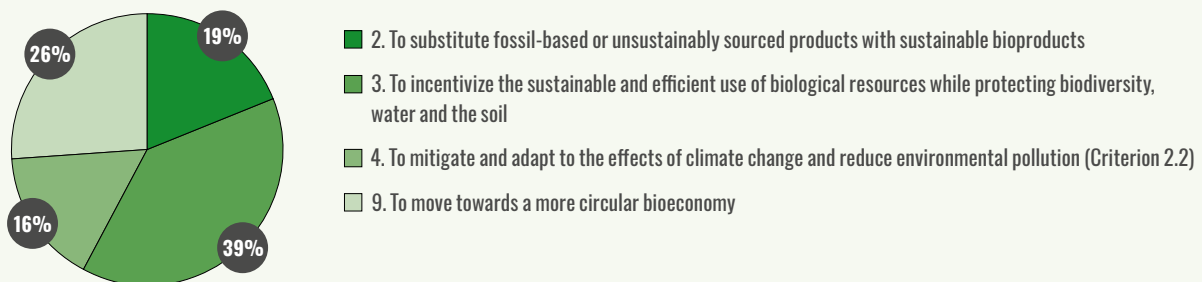 19%
26%
16%
39%
2. To substitute fossil-based or unsustainably sourced products with sustainable bioproducts
3. To incentivize the sustainable and efficient use of biological resources while protecting biodiversity,
water and the soil
4. To mitigate and adapt to the effects of climate change and reduce environmental pollution (Criterion 2.2)
9. To move towards a more circular bioeconomy